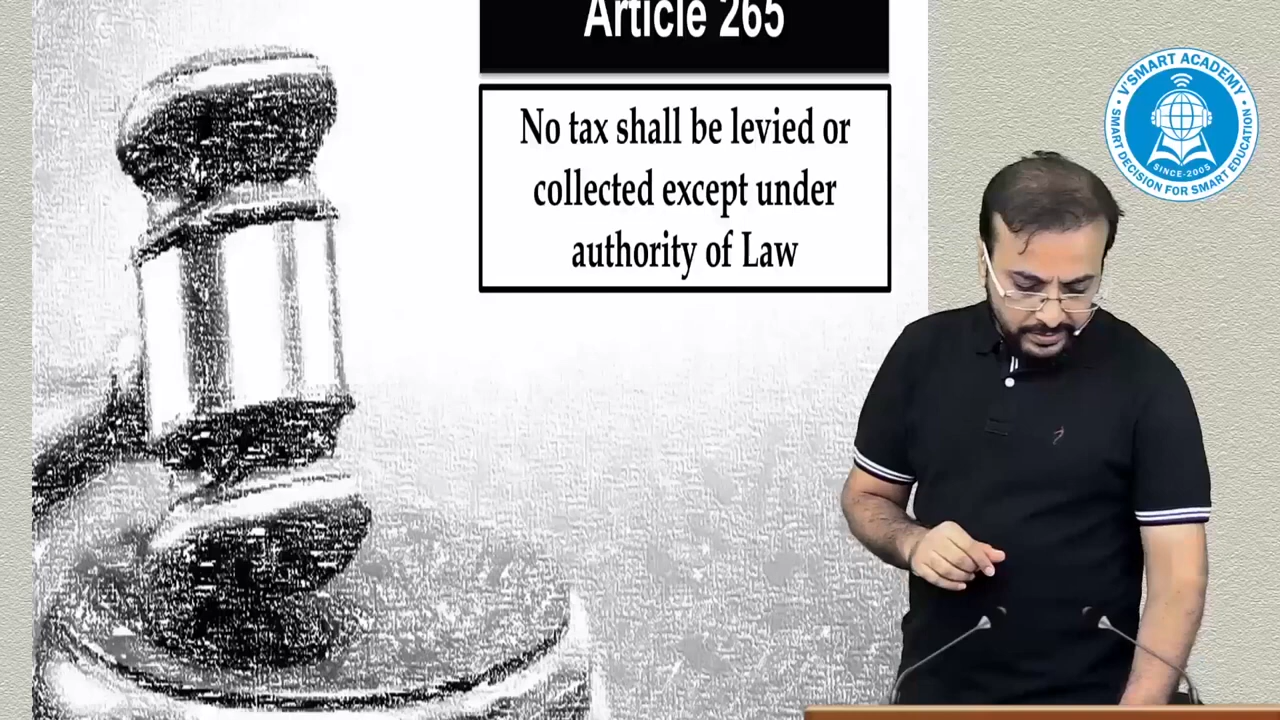 Article 265
No tax shall be levied or
collected except under
authority of Law
V'SMART ACADEMY
SMART DECISION FOR SMART EDUCATION
SINCE-2005